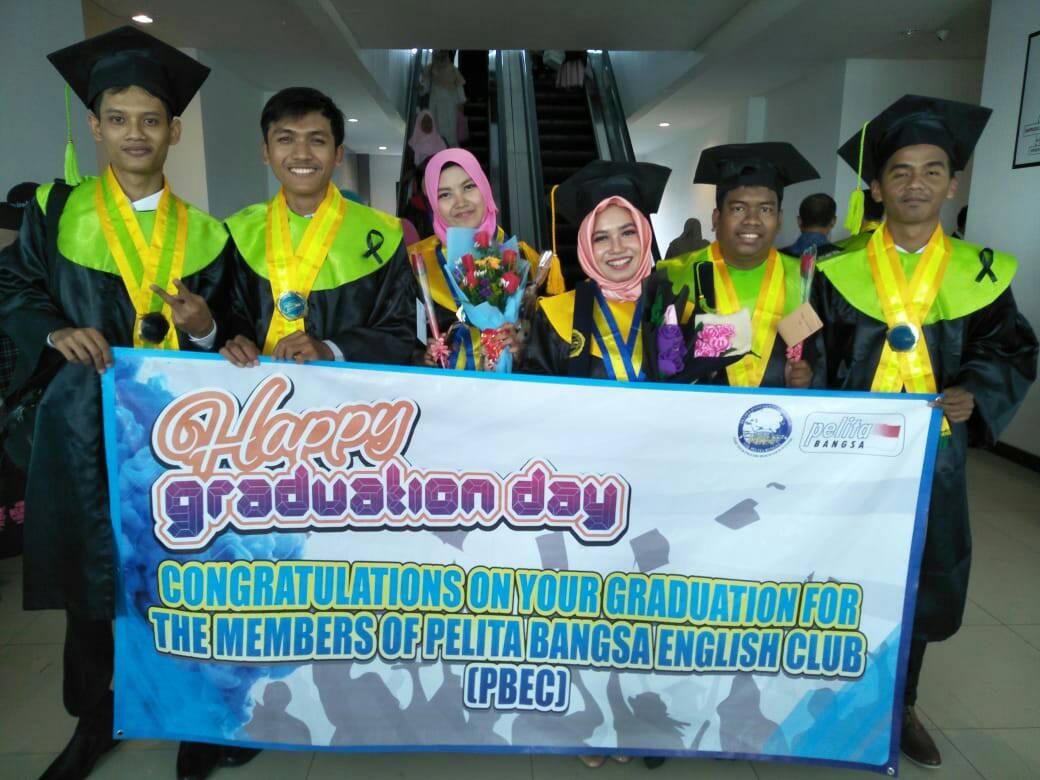 Happy
graduation day
pelita
BANGSA
CONGRATULATIONS ON YOUR GRADUATION FOR
THE MEMBERS OF PELITA BANGSA ENGLISH CLUB
(PBEC)